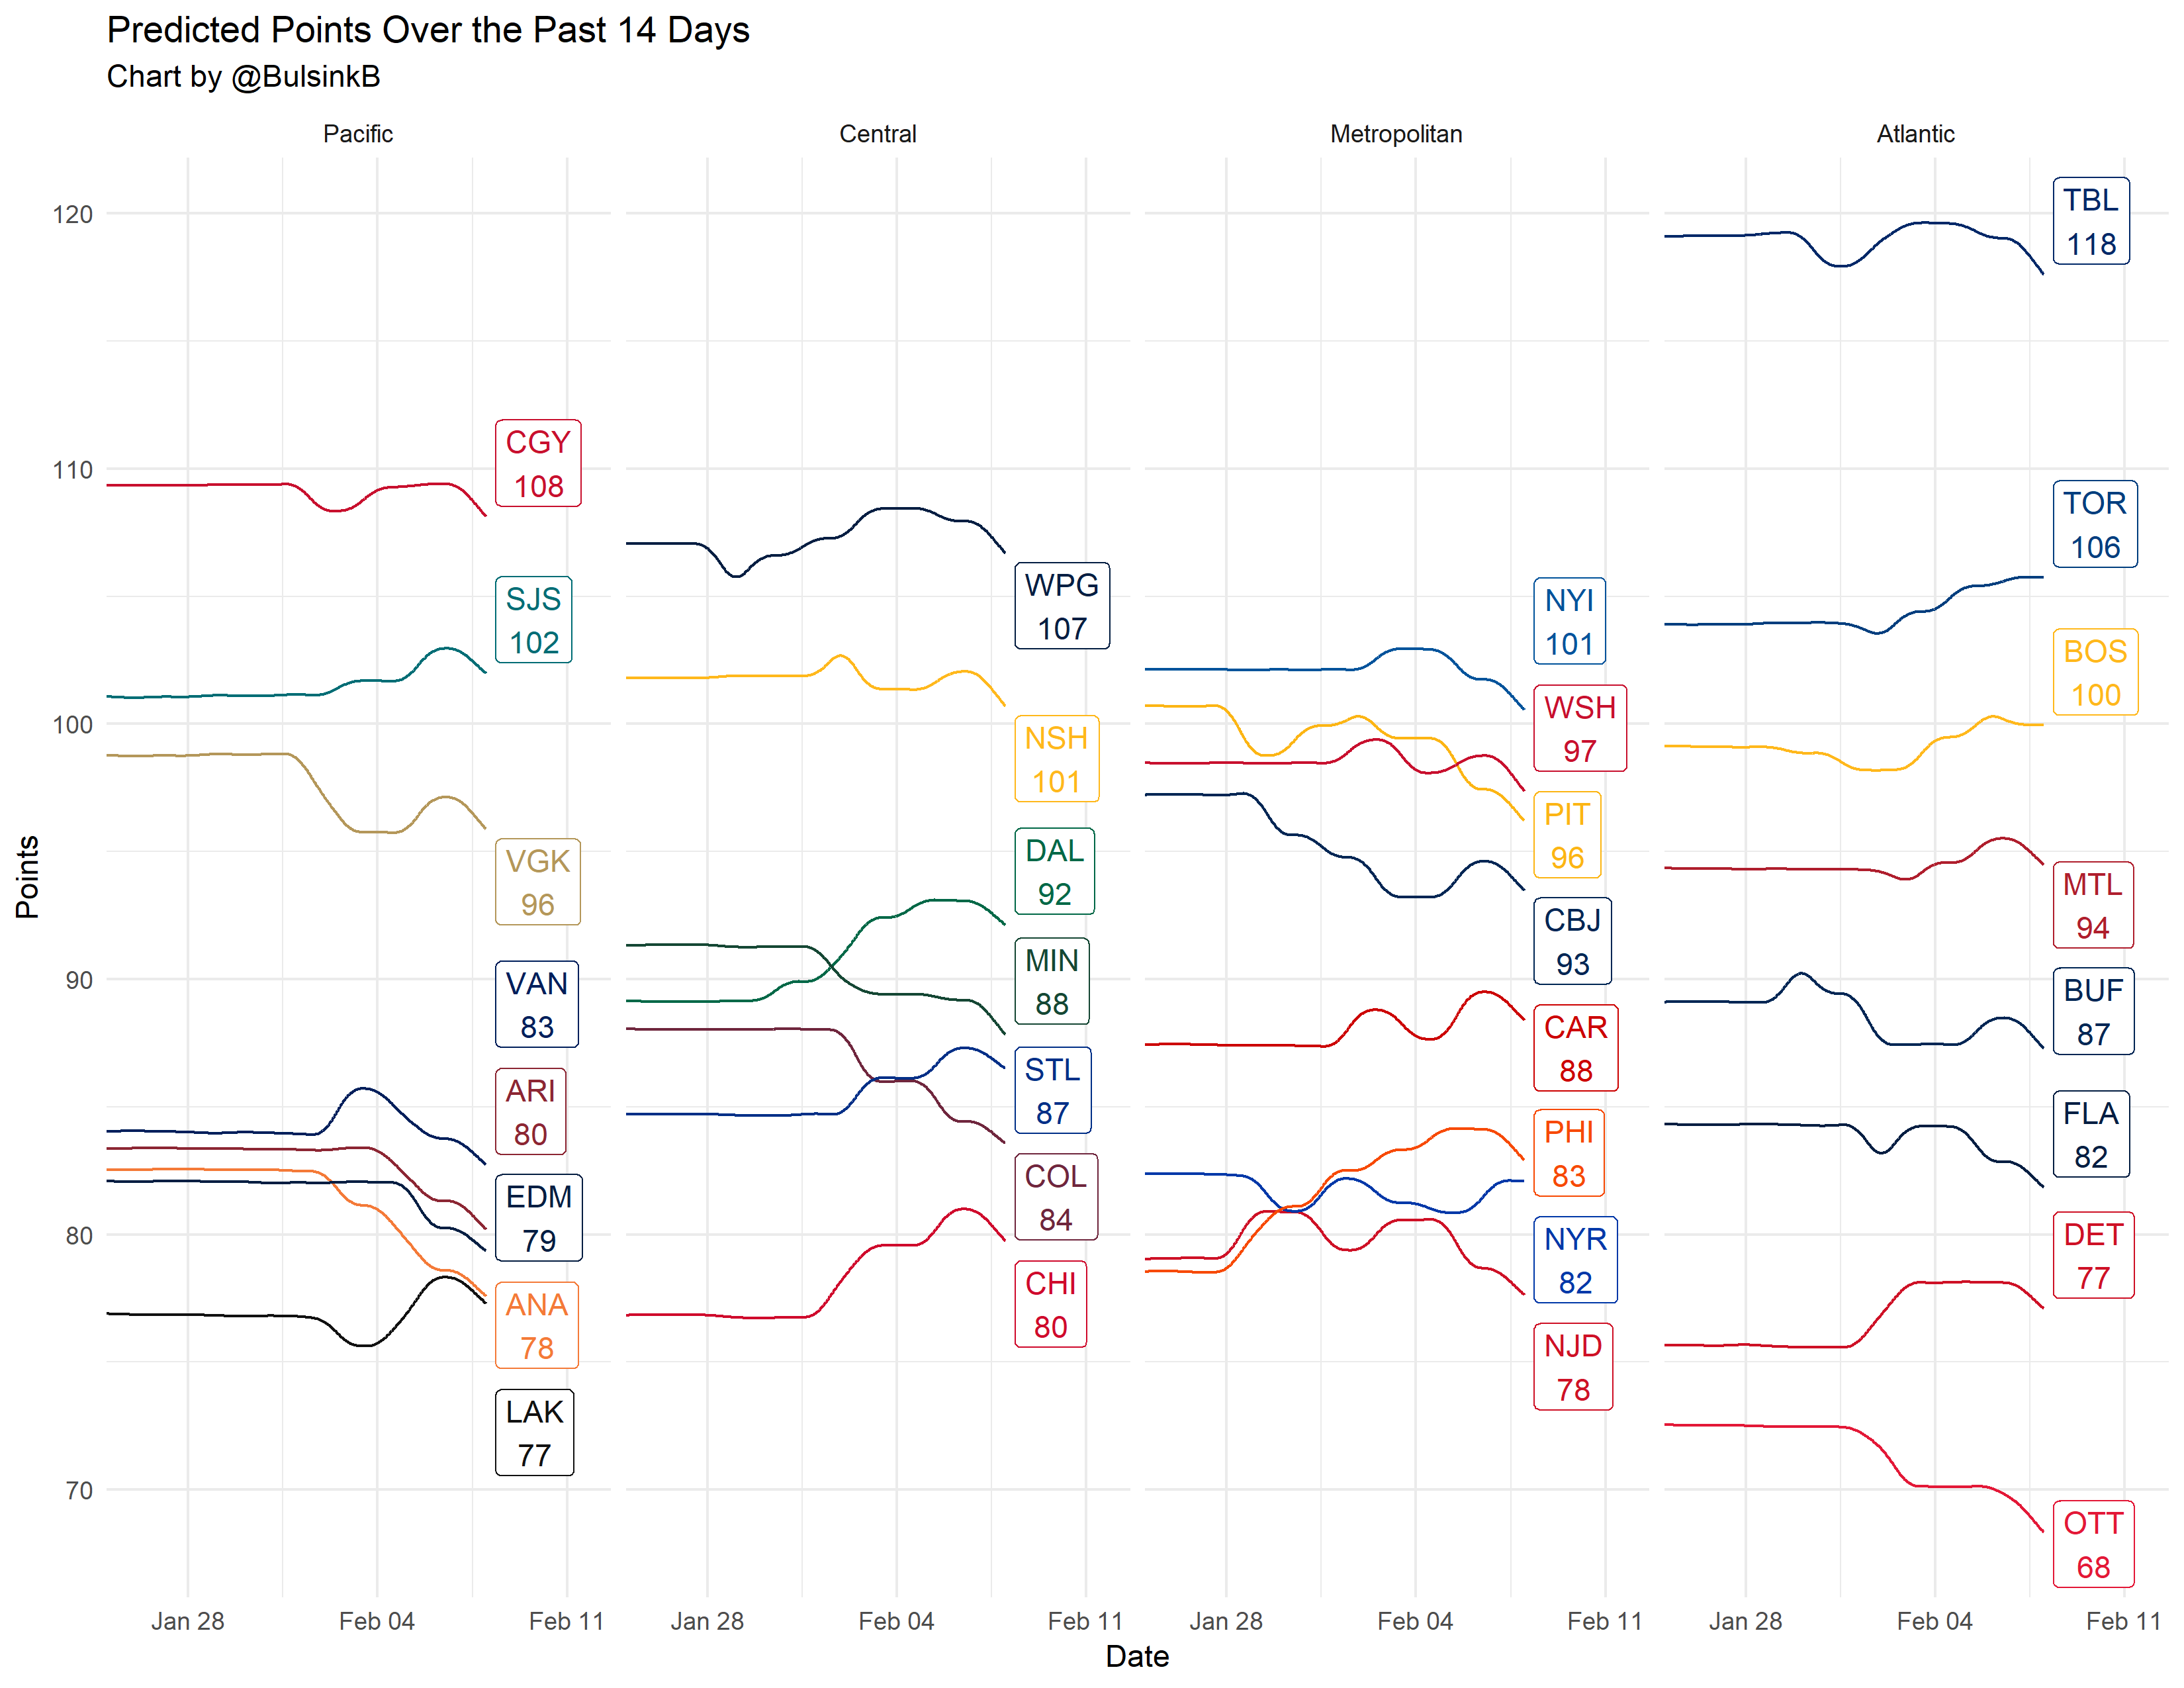 Predicted Points Over the Past 14 Days
Chart by @BulsinkB
Pacific
Central
Metropolitan
Atlantic
Points
120
110
100
90
80
70
CGY
108
SJS
102
VGK
96
VAN
83
ARI
80
EDM
79
ANA
78
LAK
77
WPG
107
NSH
101
DAL
92
MIN
88
STL
87
COL
84
CHI
80
NYI
101
WSH
97
PIT
96
CBJ
93
CAR
88
PHI
83
NYR
82
NJD
78
TBL
118
TOR
106
BOS
100
MTL
94
BUF
87
FLA
82
DET
77
OTT
68
Jan 28 Feb 04 Feb 11
Jan 28 Feb 04 Feb 11
Jan 28 Feb 04 Feb 11
Jan 28 Feb 04 Feb 11
Date